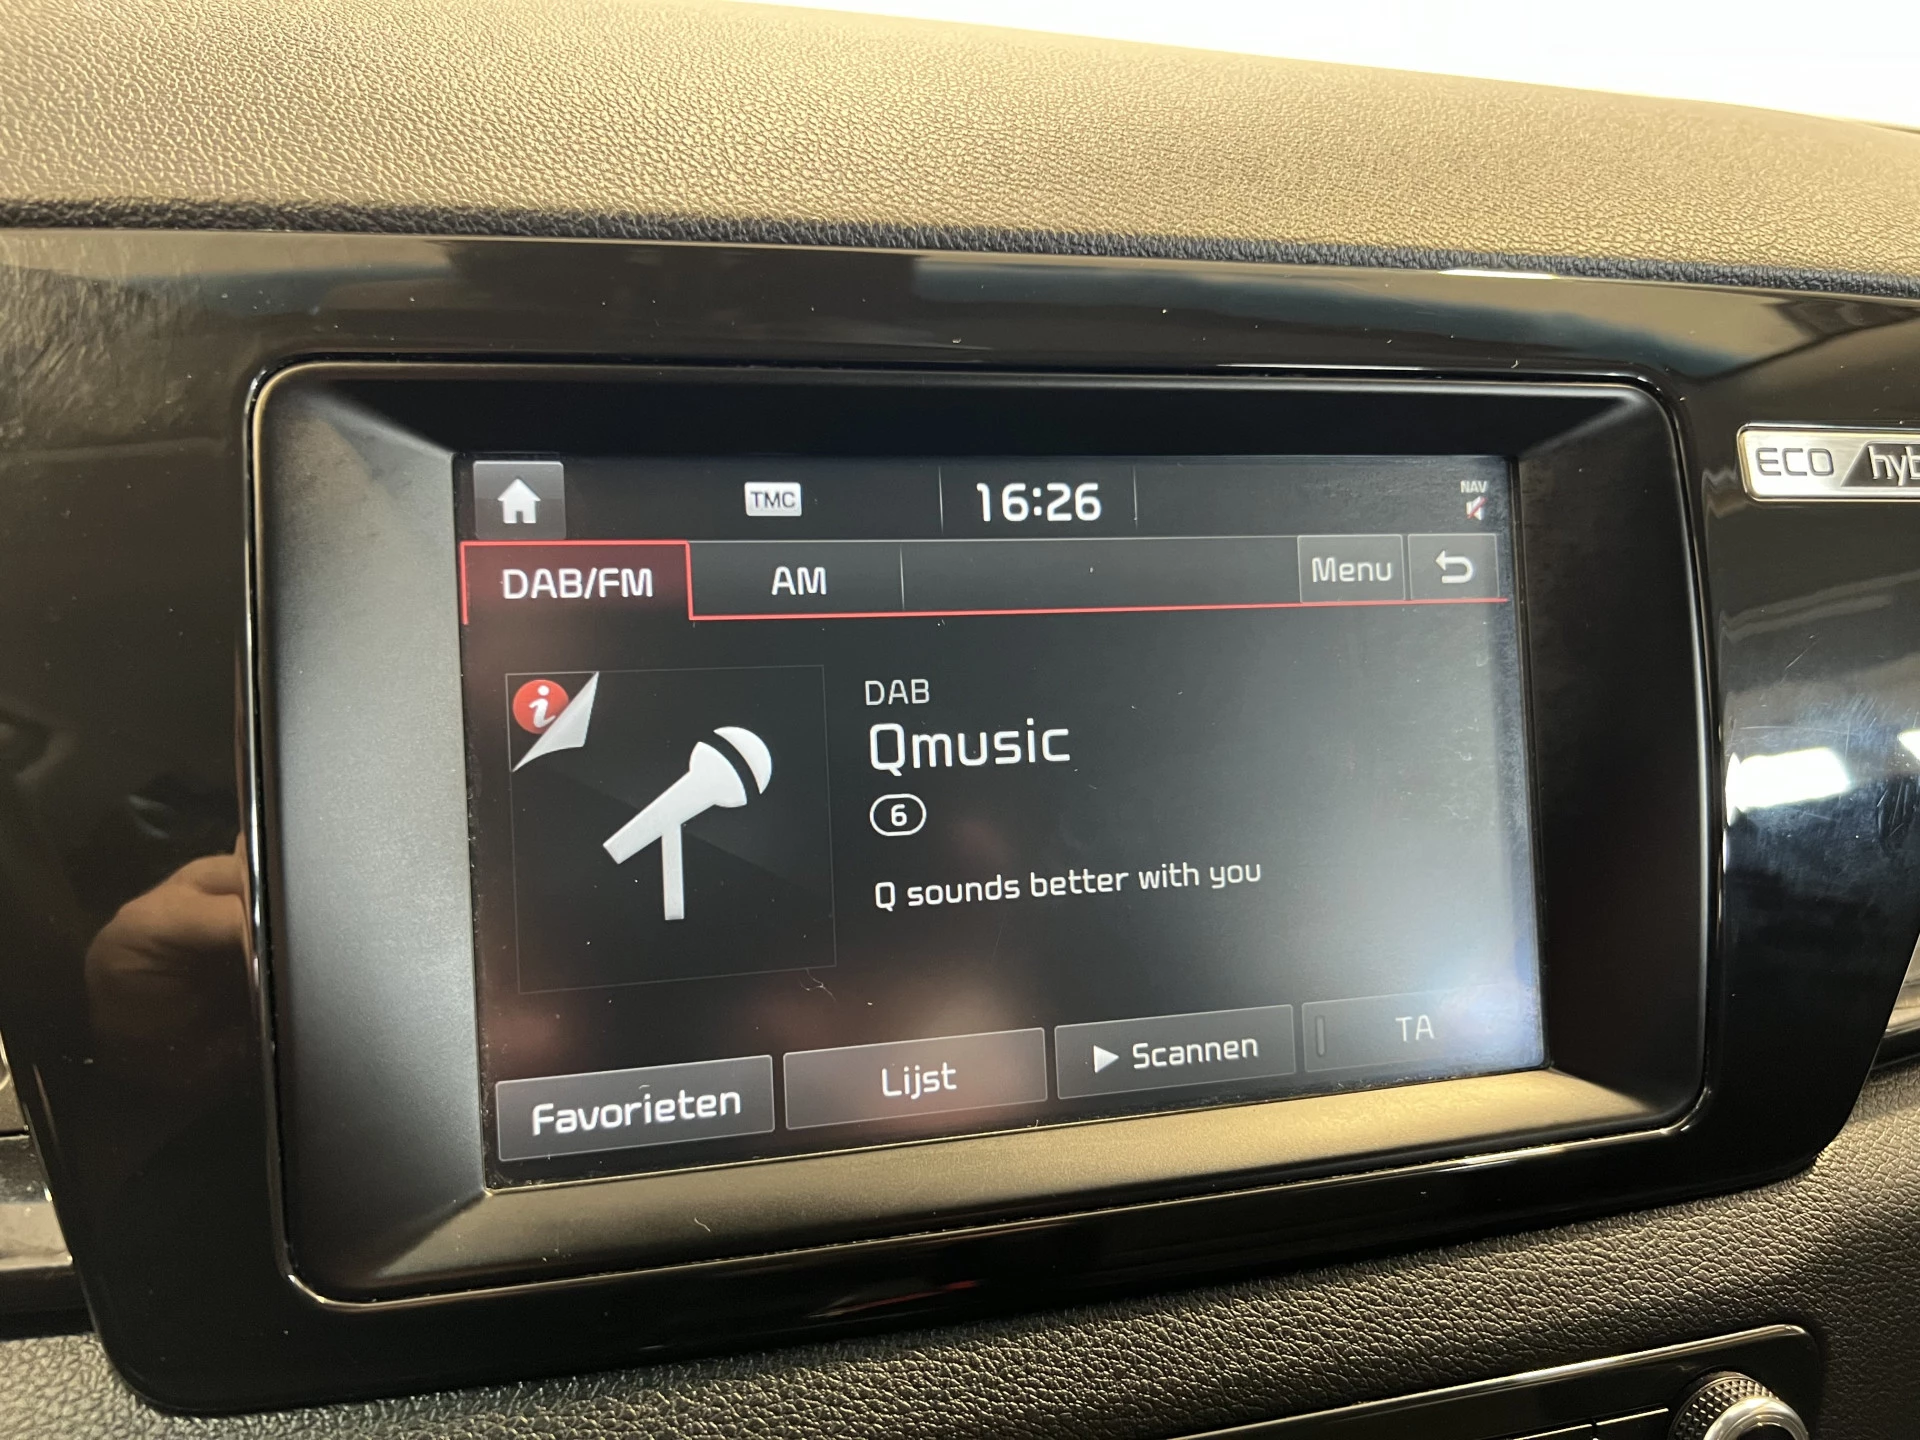 TMC
16:26
NAV
ECO
DAB/FM
AM
Menu
i
DAB
Qmusic
6
Q sounds better with you
Favorieten
Lijst
Scannen
TA